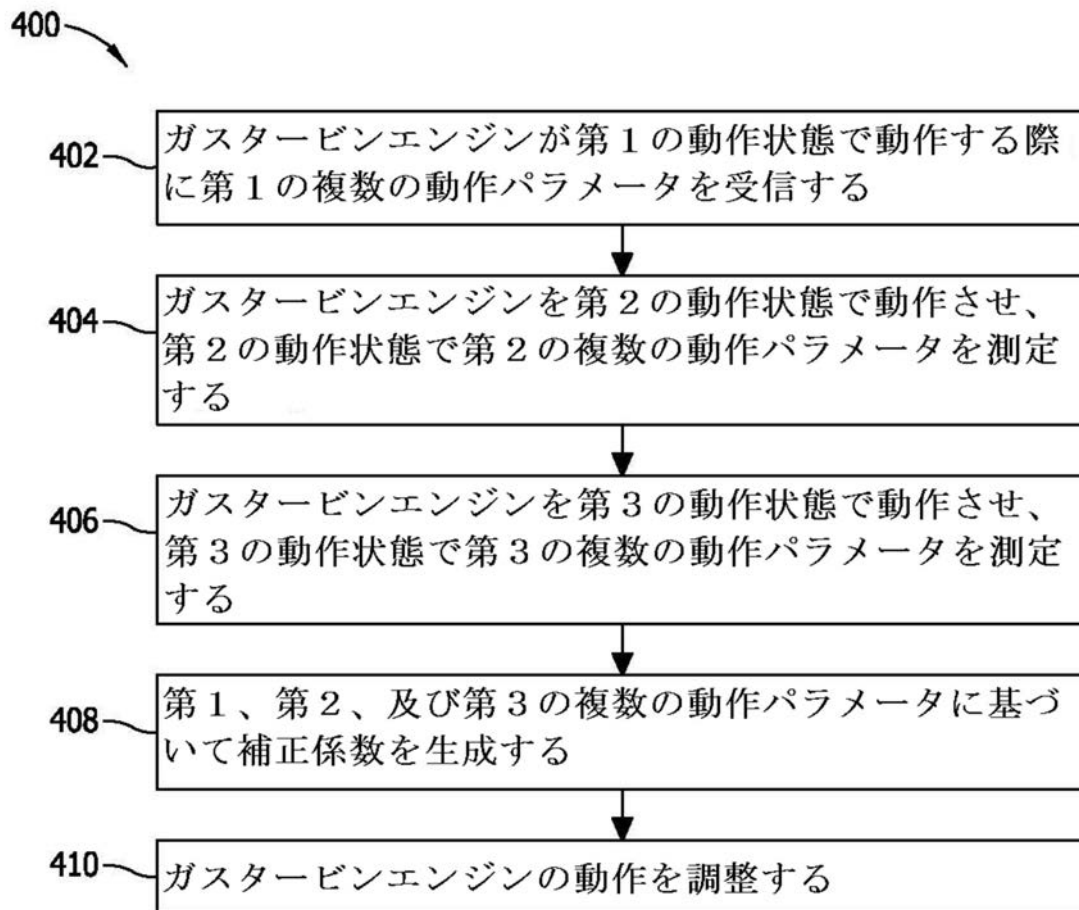 400
402
ガスタービンエンジンが第１の動作状態で動作する際
に第１の複数の動作パラメータを受信する
404
ガスタービンエンジンを第２の動作状態で動作させ、
第２の動作状態で第２の複数の動作パラメータを測定
する
406
ガスタービンエンジンを第３の動作状態で動作させ、
第３の動作状態で第３の複数の動作パラメータを測定
する
408
第１、第２、及び第３の複数の動作パラメータに基づ
いて補正係数を生成する
410
ガスタービンエンジンの動作を調整する